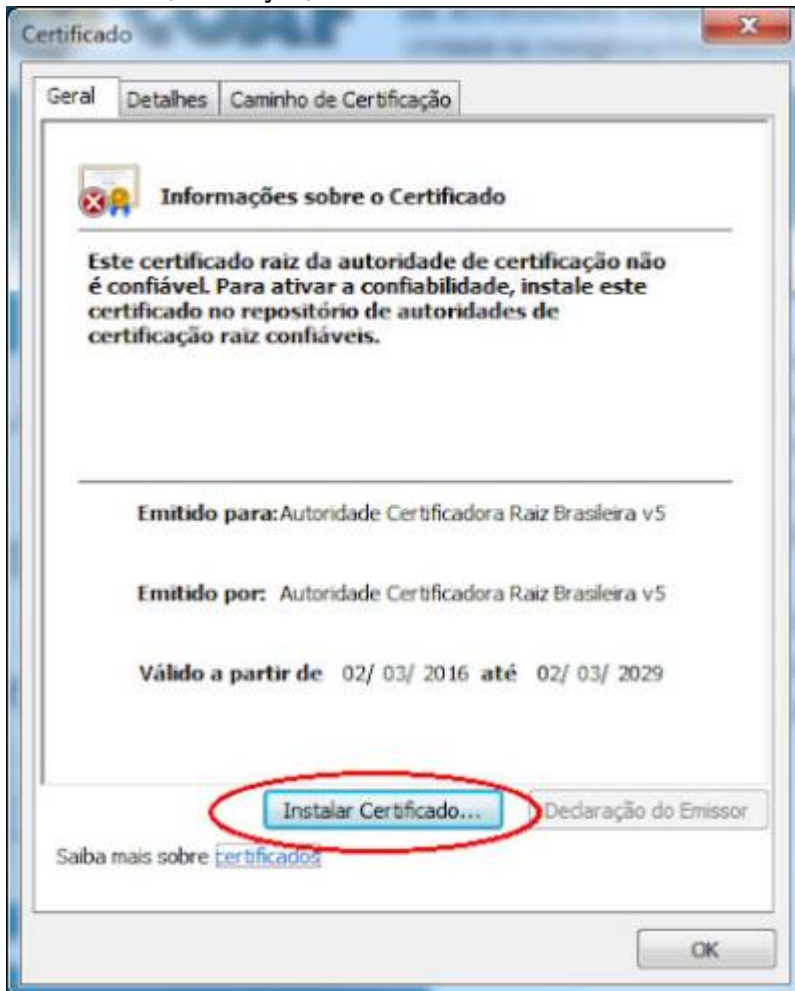 Certificado
Geral
Detalhes
Caminho de Certificação
Informações sobre o Certificado
Este certificado raiz da autoridade de certificação não
é confiável. Para ativar a confiabilidade, instale este
certificado no repositório de autoridades de
certificação raiz confiáveis.
Emitido para: Autoridade Certificadora Raiz Brasileira v5
Emitido por: Autoridade Certificadora Raiz Brasileira v5
Válido a partir de 02/ 03/ 2016 até 02/ 03/ 2029
Instalar Certificado...
Declaração do Emissor
Saiba mais sobre certificados
OK